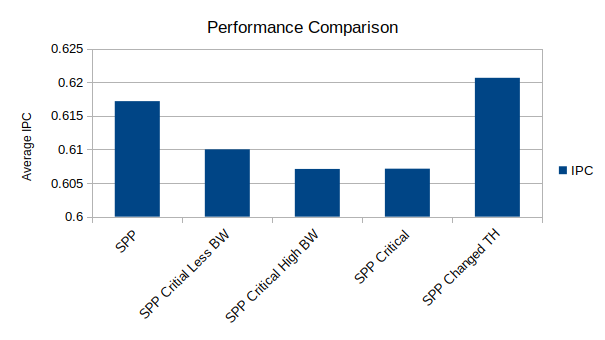 Performance Comparison
0.625
0.62
0.615
0.61
0.605
0.6
Average IPC
SPP
SPP Critial Less BW
SPP Critical High BW
SPP Critical
SPP Changed TH
IPC